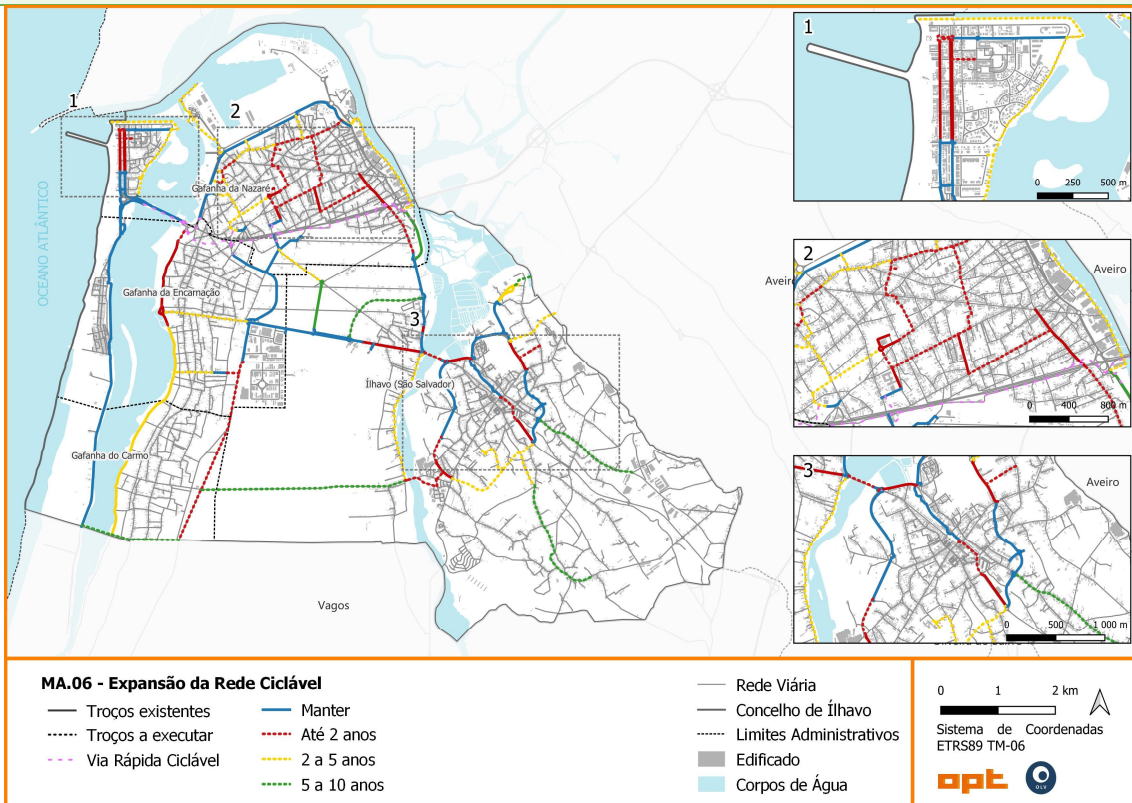 1
2
3
OCEANO ATLÂNTICO
Gafanha da Nazaré
Gafanha da Encarnação
Ílhavo (São Salvador)
Gafanha do Carmo
Vagos
1
0 250 500 m
Aveiro
2
Aveiro
0 400 800 m
3
Aveiro
0 500 1 000 m
MA.06 - Expansão da Rede Ciclável
Troços existentes
Troços a executar
Via Rápida Ciclável
Manter
Até 2 anos
2 a 5 anos
5 a 10 anos
Rede Viária
Concelho de Ílhavo
Limites Administrativos
Edificado
Corpos de Água
0 1 2 km
Sistema de Coordenadas
ETRS89 TM-06
opt
OLV